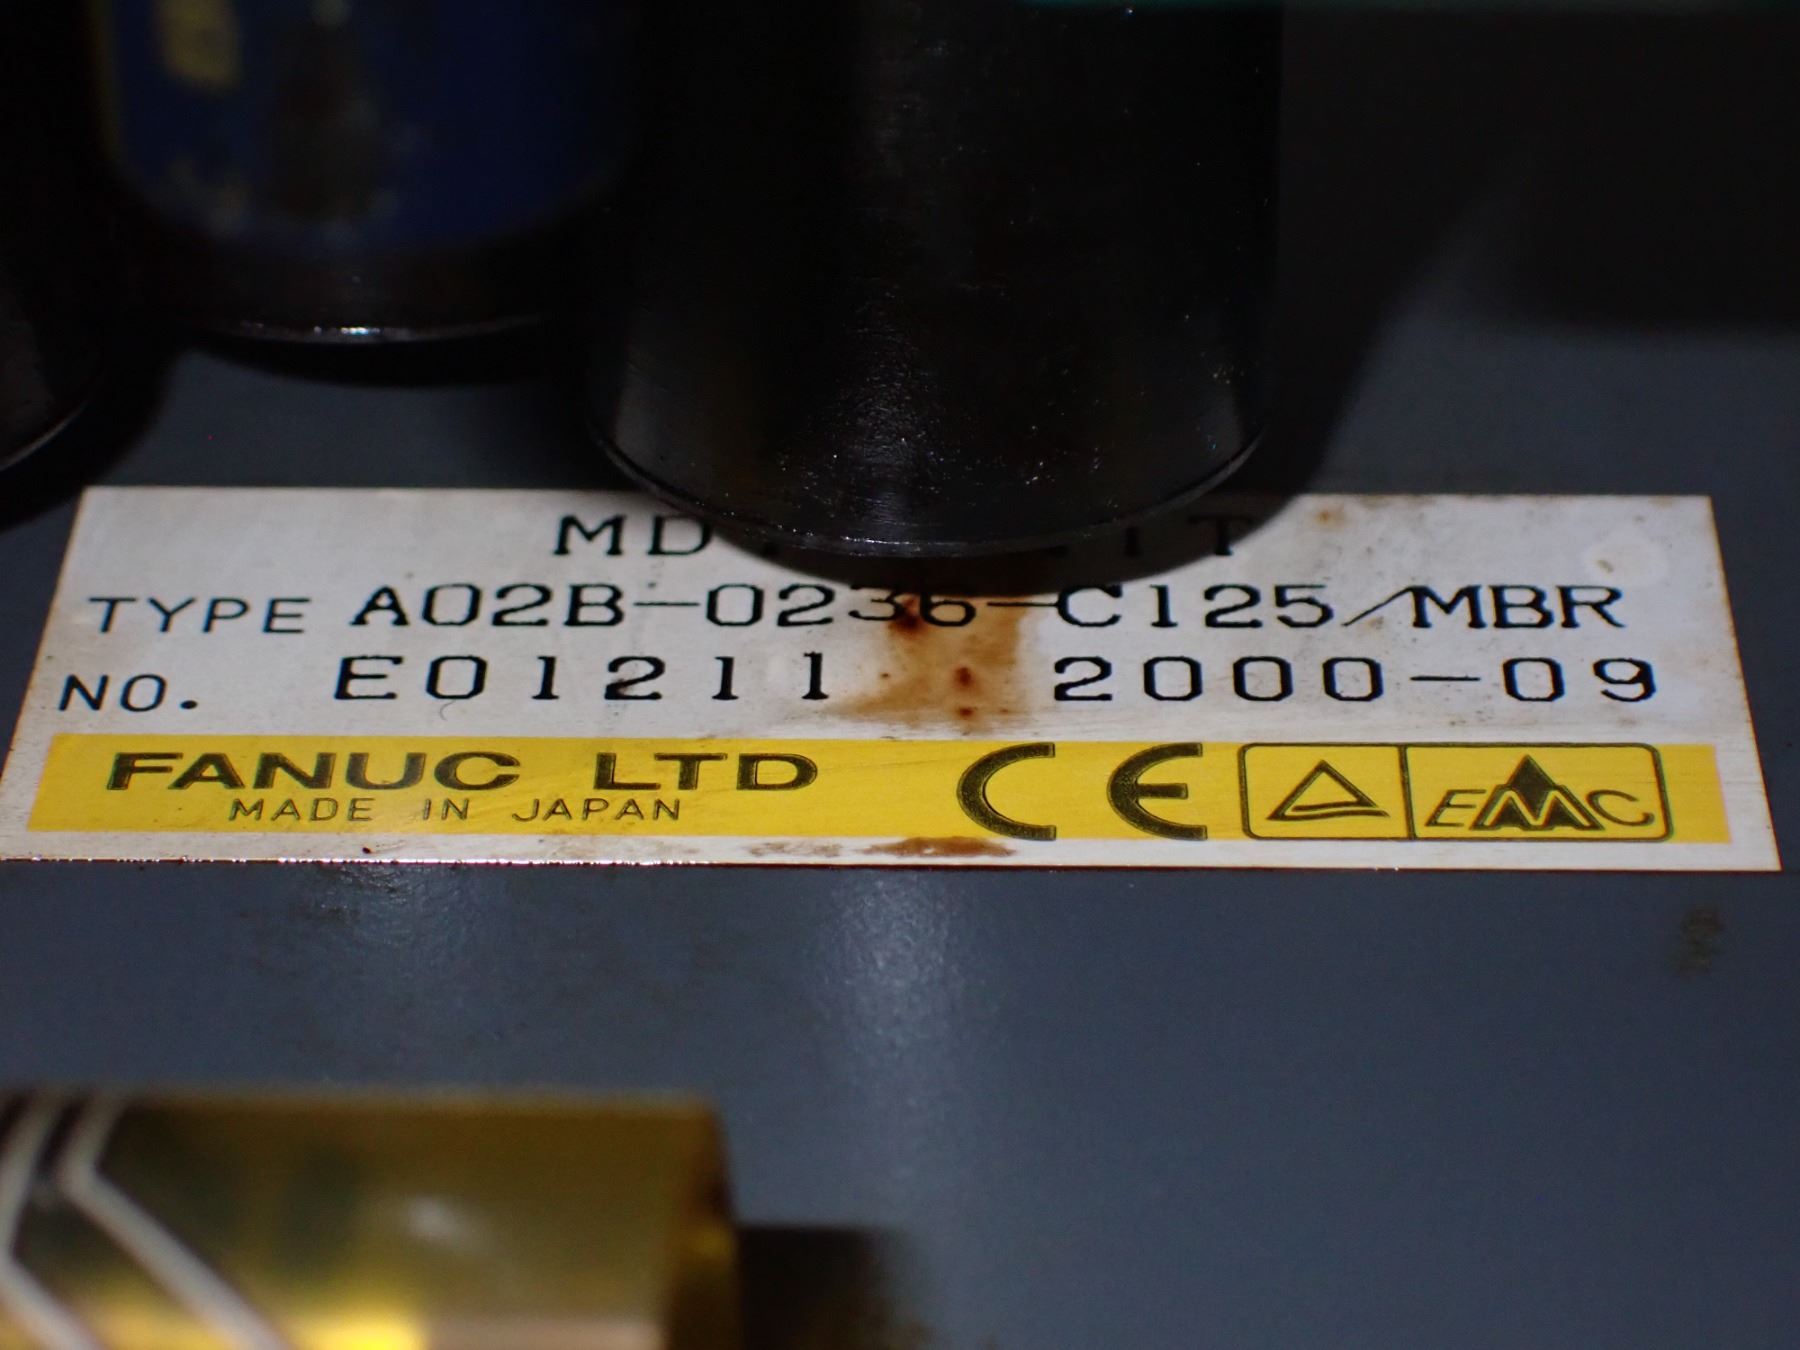 TYPE A02B-0236-C125/MBR
NO. E01211 2000-09
FANUC LTD CE EMC
MADE IN JAPAN